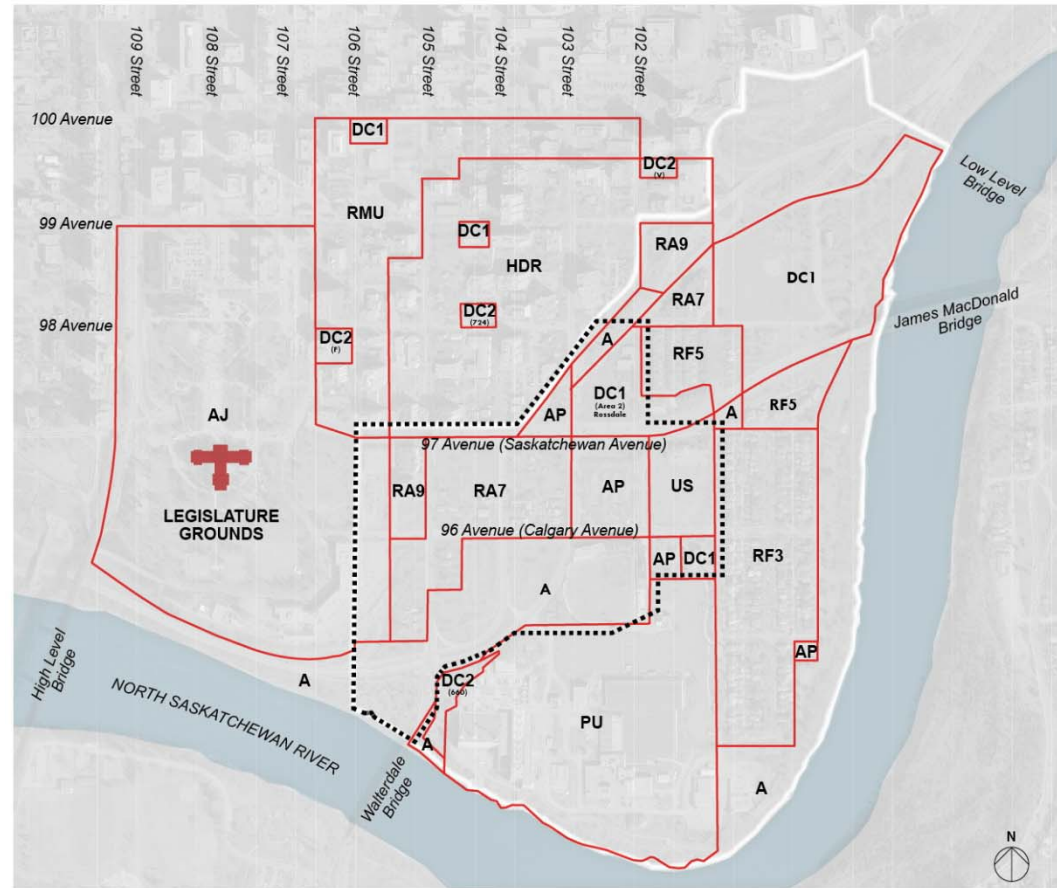 109 Street
108 Street
107 Street
106 Street
105 Street
104 Street
103 Street
102 Street
100 Avenue
DC1
DC2
(V)
Low Level
Bridge
RMU
99 Avenue
DC1
RA9
HDR
DC1
RA7
James MacDonald
Bridge
DC2
(724)
98 Avenue
DC2
(F)
A
RF5
DC1
(Area 2)
Rossdale
RF5
AP
A
AJ
97 Avenue (Saskatchewan Avenue)
RA9
RA7
AP
US
LEGISLATURE
GROUNDS
96 Avenue (Calgary Avenue)
AP
DC1
RF3
A
AP
High Level
Bridge
A
DC2
(660)
NORTH SASKATCHEWAN RIVER
PU
A
Walterdale
Bridge
A
N